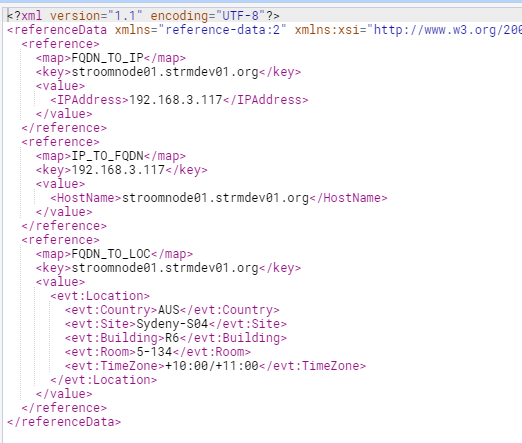 <?xml version="1.1" encoding="UTF-8"?>
<referenceData xmlns="reference-data:2" xmlns:xsi="http://www.w3.org/200
<reference>
<map>FQDN_TO_IP</map>
<key>stroomnode01.strmdev01.org</key>
<value>
<IPAddress>192.168.3.117</IPAddress>
</value>
</reference>
<reference>
<map>IP_TO_FQDN</map>
<key>192.168.3.117</key>
<value>
<HostName>stroomnode01.strmdev01.org</HostName>
</value>
</reference>
<reference>
<map>FQDN_TO_LOC</map>
<key>stroomnode01.strmdev01.org</key>
<value>
<evt:Location>
<evt:Country>AUS</evt:Country>
<evt:Site>Sydeny-S04</evt:Site>
<evt:Building>R6</evt:Building>
<evt:Room>5-134</evt:Room>
<evt:TimeZone>+10:00/+11:00</evt:TimeZone>
</evt:Location>
</value>
</reference>
</referenceData>